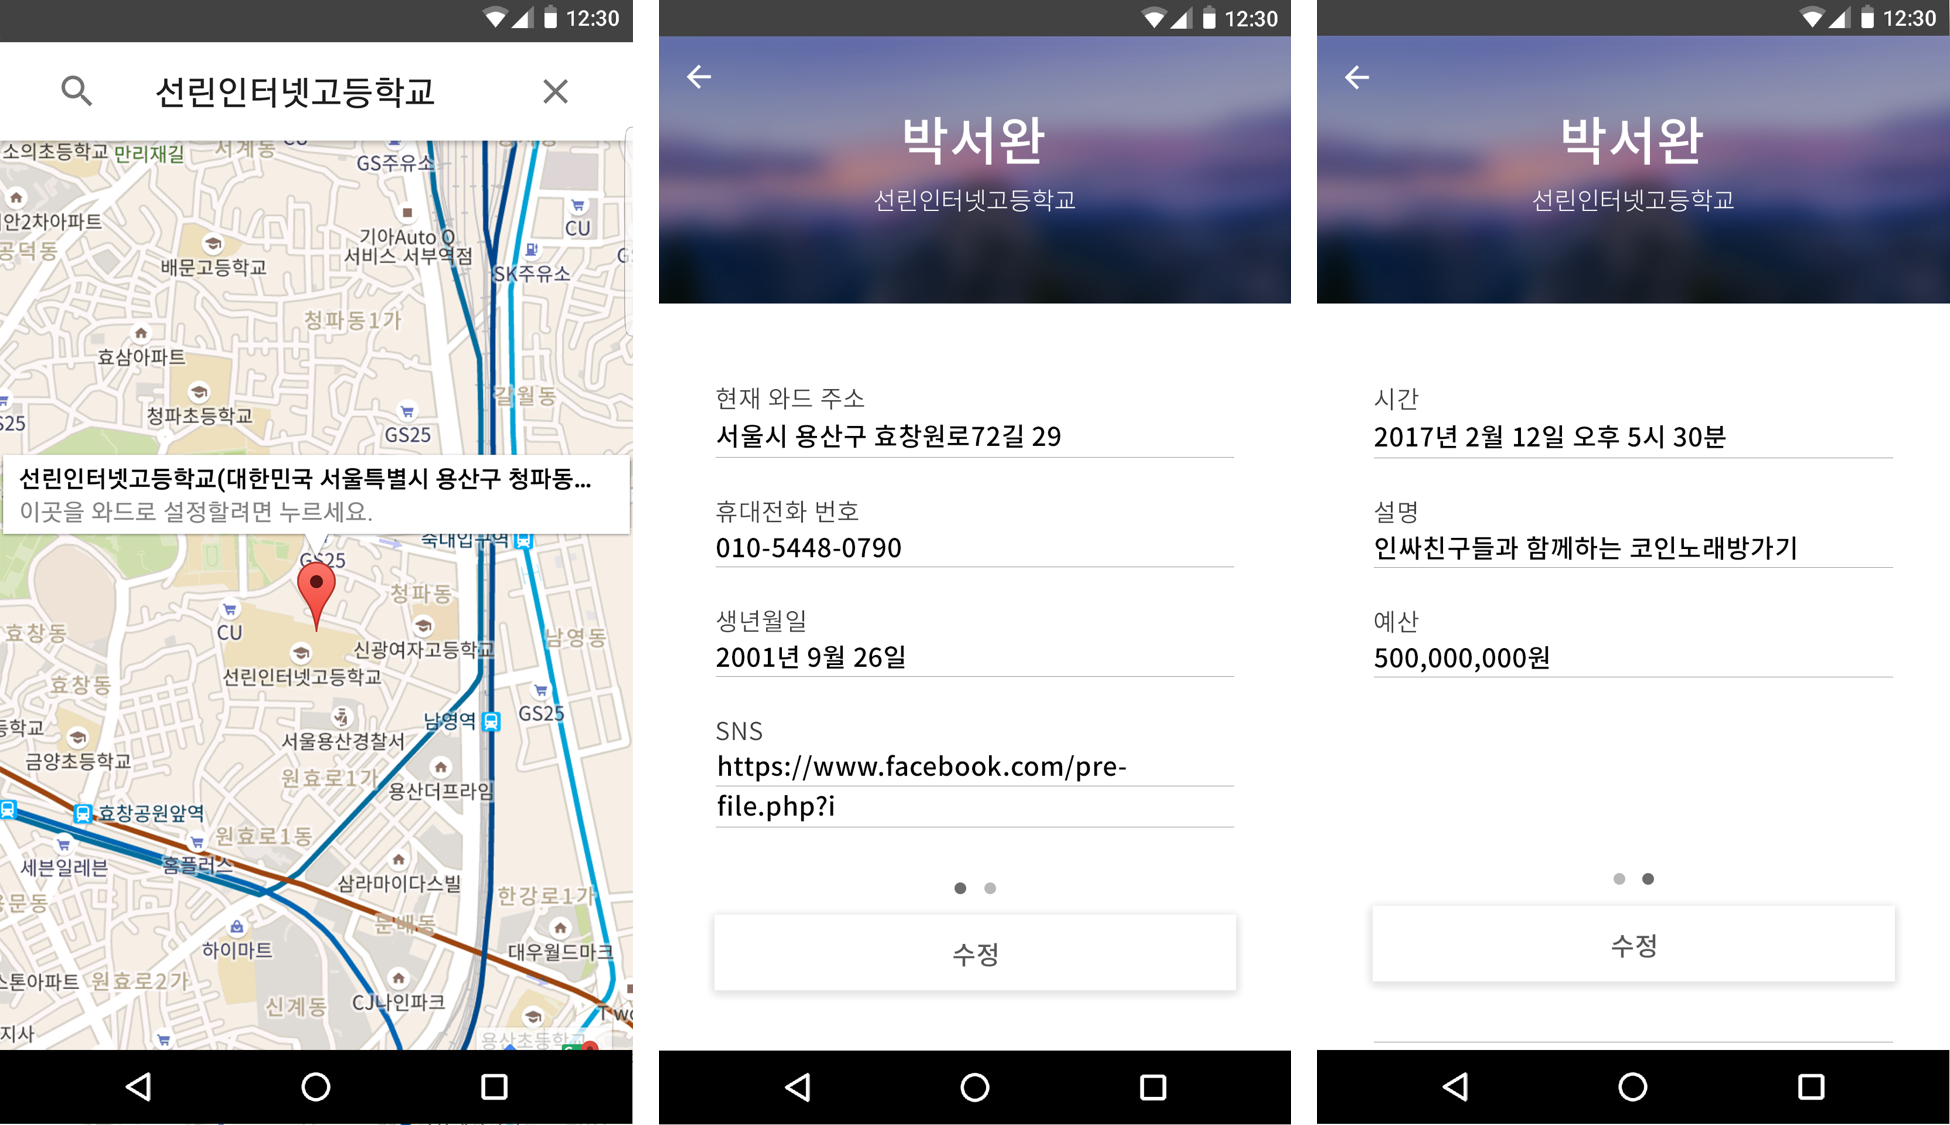 12:30
선린인터넷고등학교
소의초등학교
만리재길
서계동
CU
GS주유소
안2차아파트
공덕동
배문고등학교
기아Auto Q
서비스 서부역점
CU
SK주유소
청파동1가
효삼아파트
청파초등학교
GS25
갈월동
선린인터넷고등학교(대한민국 서울특별시 용산구 청파동...
이곳을 와드로 설정할려면 누르세요.
숙대입구역
GS25
청파동
CU
효창동
신광여자고등학교
남영동
선린인터넷고등학교
효창동
남영역
GS25
서울용산경찰서
금양초등학교
원효로1가
용산더프라임
효창공원앞역
원효로1동
세븐일레븐
홈플러스
삼라마이다스빌
한강로1가
용문동
문배동
하이마트
대우월드마크
스톤아파트
원효로2가
신계동
CJ나인파크
지사
용산초등학교
12:30
박서완
선린인터넷고등학교
현재 와드 주소
서울시 용산구 효창원로72길 29
휴대전화 번호
010-5448-0790
생년월일
2001년 9월 26일
SNS
https://www.facebook.com/pre-
file.php?i
수정
12:30
박서완
선린인터넷고등학교
시간
2017년 2월 12일 오후 5시 30분
설명
인싸친구들과 함께하는 코인노래방가기
예산
500,000,000원
수정